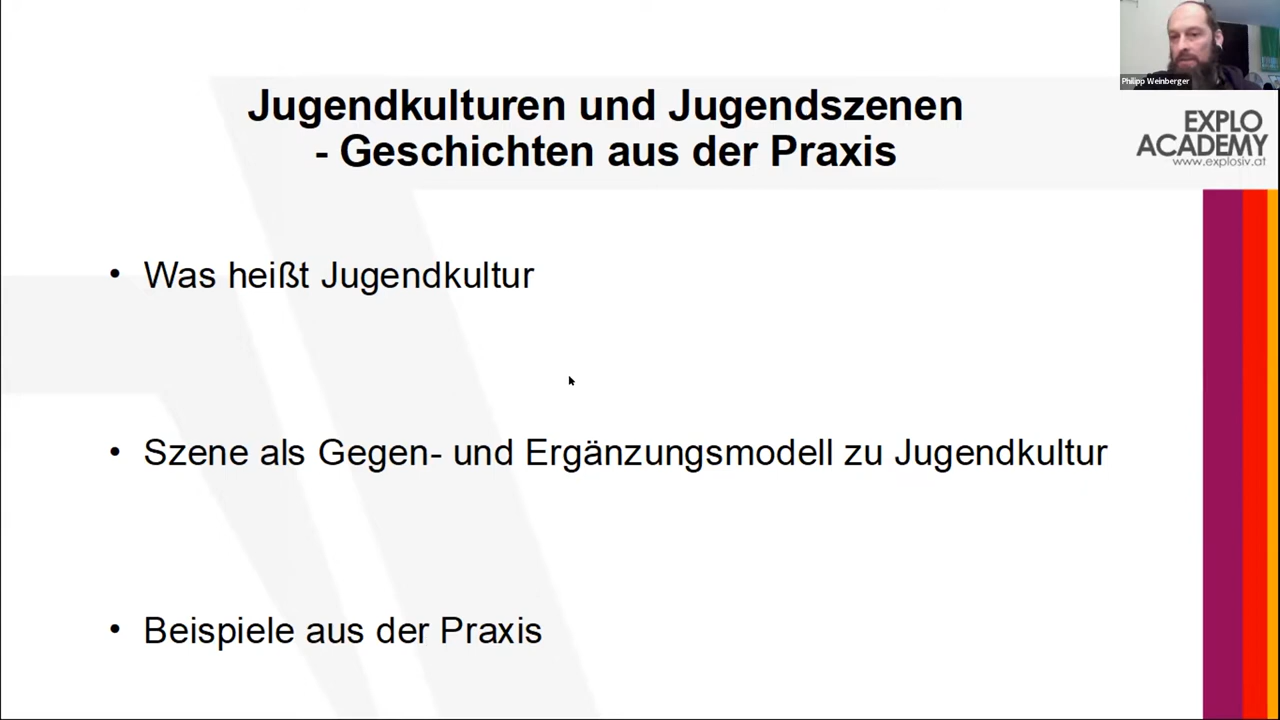 Philipp Weinberger
Jugendkulturen und Jugendszenen
- Geschichten aus der Praxis
EXPLO
ACADEMY
www.explosiv.at
• Was heißt Jugendkultur
• Szene als Gegen- und Ergänzungsmodell zu Jugendkultur
• Beispiele aus der Praxis